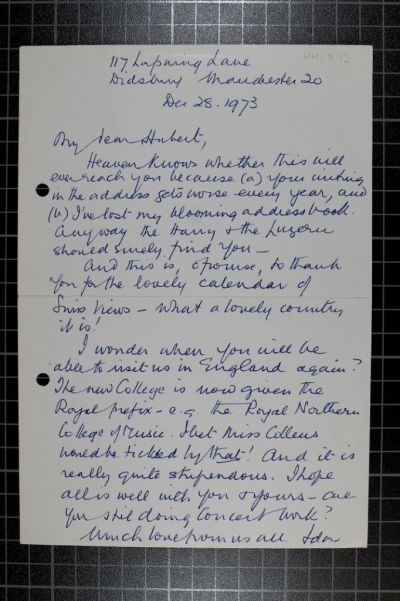 117, Lapwing Lane
Didsbury Manchester 20
Dec 28. 1973
My dear Hubert,
Heaven knows whether this will
ever reach you because (a) your writing
in the address gets worse every year, and
(b) I've lost my blooming address book.
Anyway the Harry & the Luzern
should surely find you —
And this is, of course, to thank
you for the lovely calendar of
Swiss Views — what a lovely country
it is!
I wonder when you will be
able to visit us in England again?
The new College is now given the
Royal prefix — e.g. the Royal Northern
College of Music. I bet Miss Collens
would be tickled by that! And it is
really quite stupendous. I hope
all is well with you & yours — are
you still doing Concert work?
Much love from us all Ida